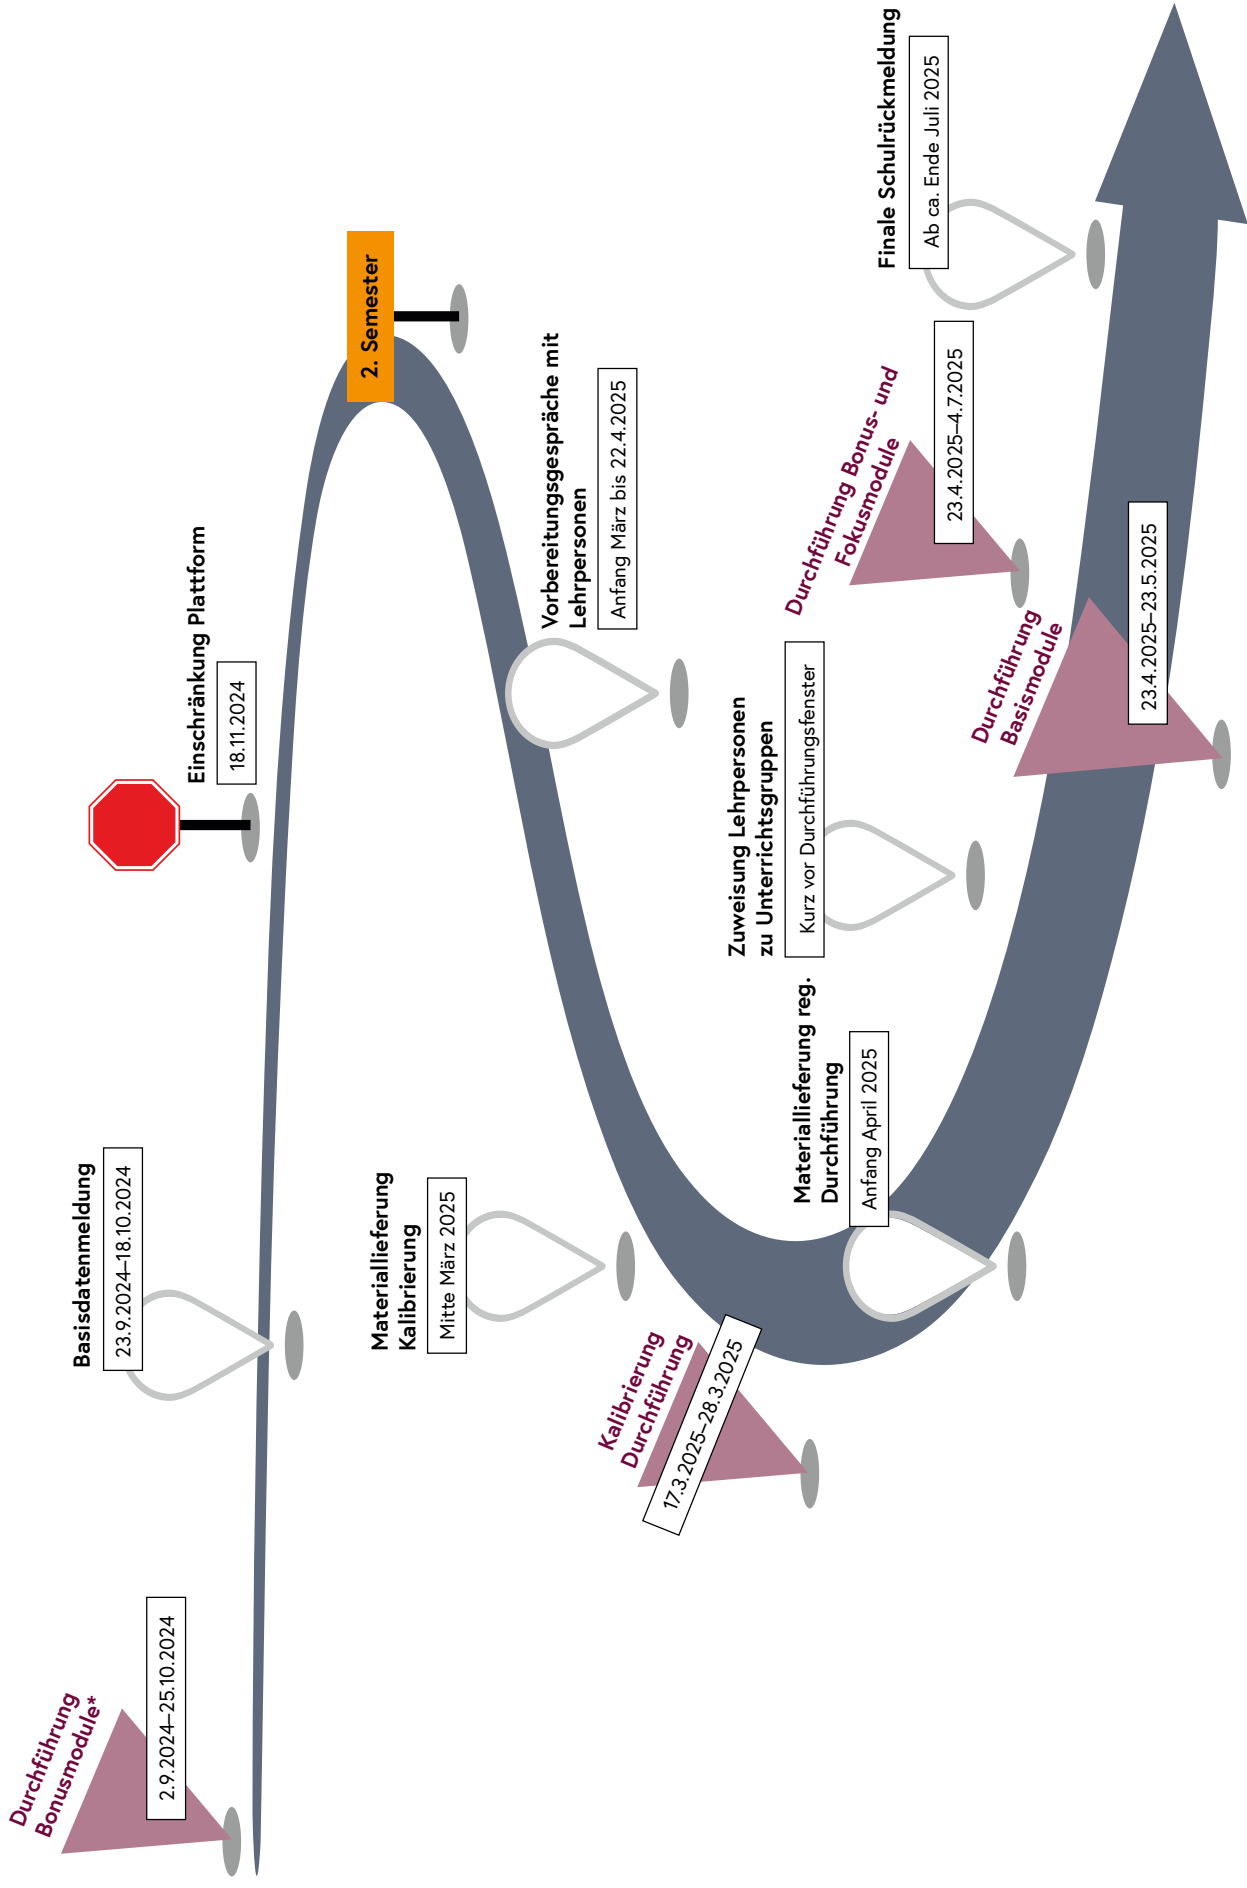 Durchführung
Bonusmodule*
2.9.2024–25.10.2024
Basisdatenmeldung
23.9.2024–18.10.2024
Einschränkung Plattform
18.11.2024
2. Semester
Vorbereitungsgespräche mit
Lehrpersonen
Anfang März bis 22.4.2025
Materiallieferung
Kalibrierung
Mitte März 2025
Kalibrierung
Durchführung
17.3.2025–28.3.2025
Materiallieferung reg.
Durchführung
Anfang April 2025
Zuweisung Lehrpersonen
zu Unterrichtsgruppen
Kurz vor Durchführungsfenster
Durchführung
Basismodule
23.4.2025–23.5.2025
Durchführung Bonus- und
Fokusmodule
23.4.2025–4.7.2025
Finale Schulrückmeldung
Ab ca. Ende Juli 2025